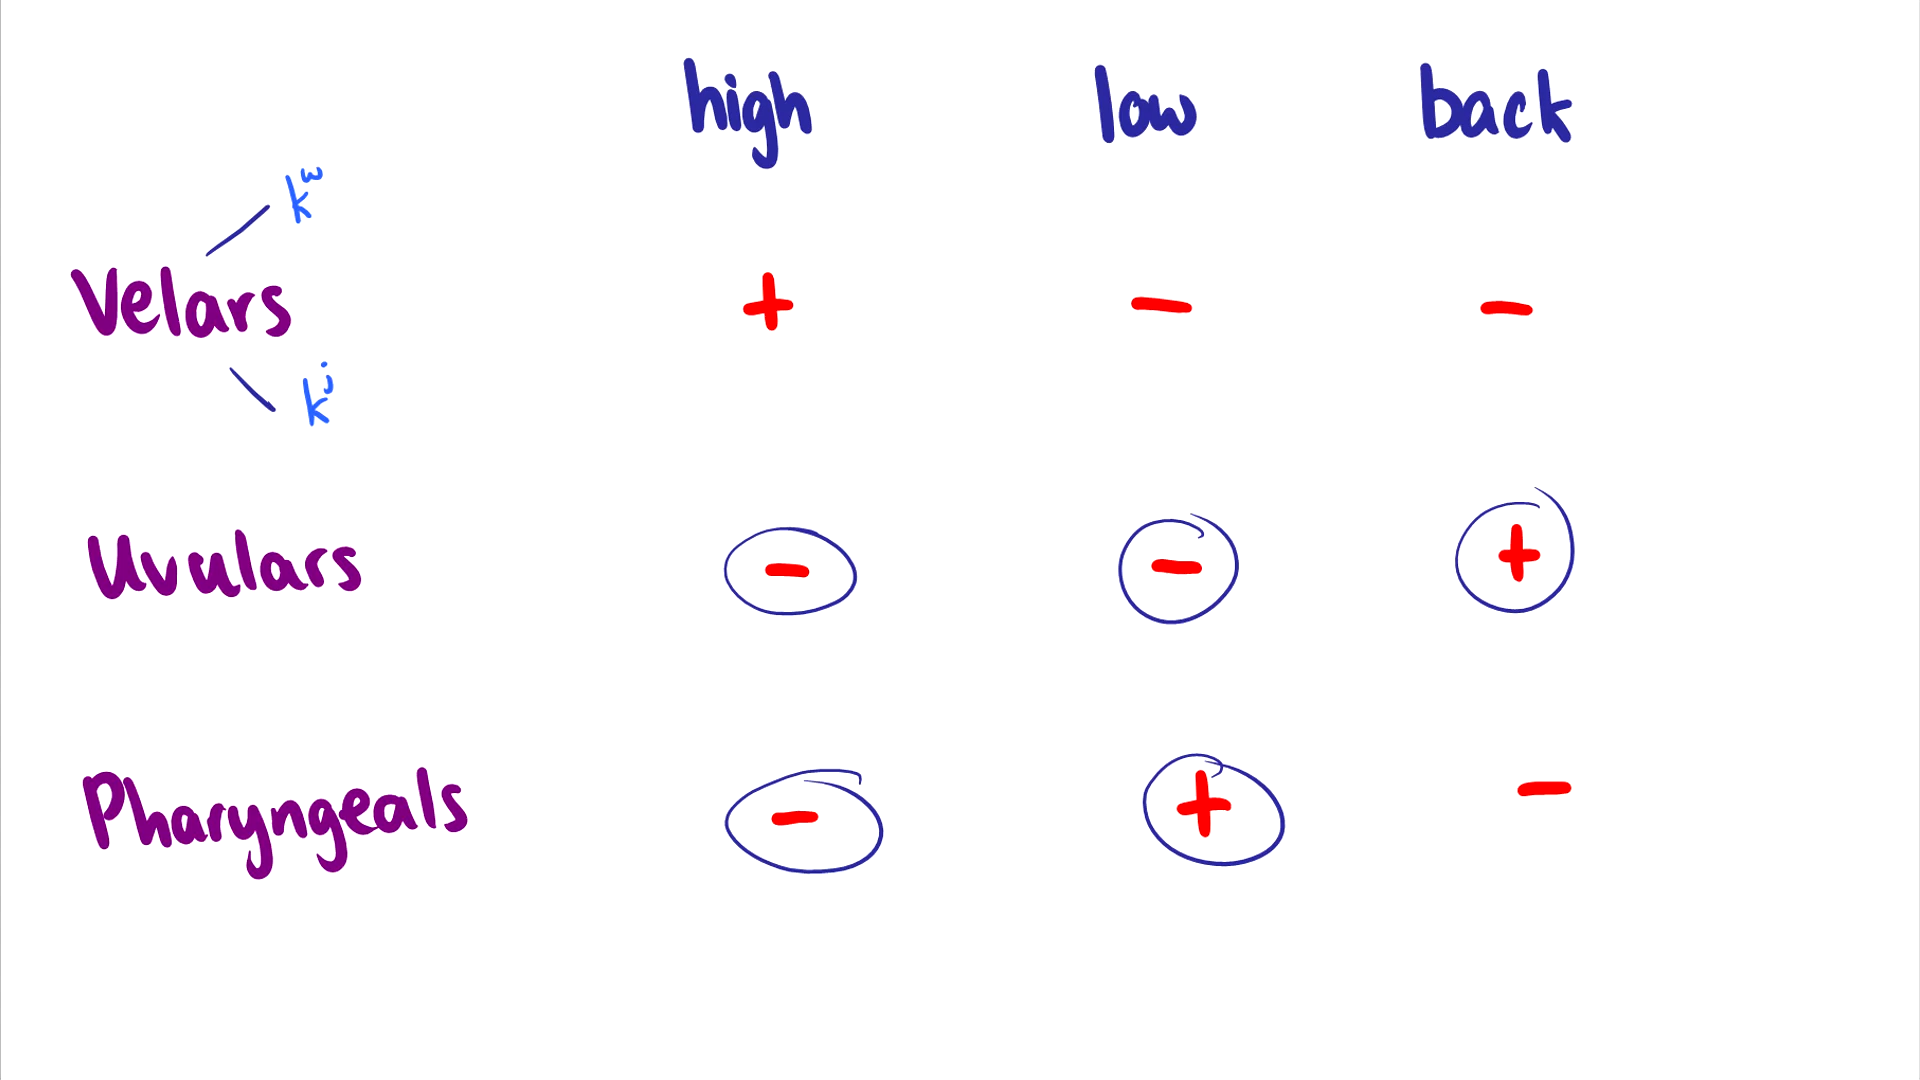 high low back
kʷ
Velars + - -
kʲ
Uvulars - - +
Pharyngeals - + -